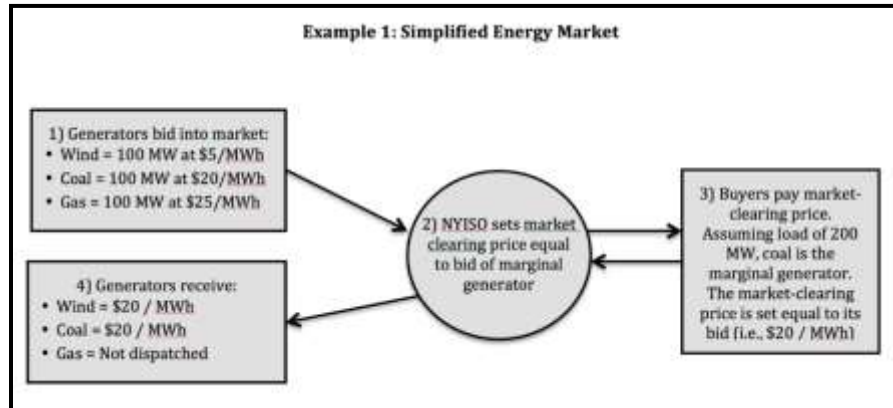 Example 1: Simplified Energy Market
1) Generators bid into market:
• Wind = 100 MW at $5/MWh
• Coal = 100 MW at $20/MWh
• Gas = 100 MW at $25/MWh
2) NYISO sets market
clearing price equal
to bid of marginal
generator
3) Buyers pay market-
clearing price.
Assuming load of 200
MW, coal is the
marginal generator.
The market-clearing
price is set equal to its
bid (i.e., $20 / MWh)
4) Generators receive:
• Wind = $20 / MWh
• Coal = $20 / MWh
• Gas = Not dispatched